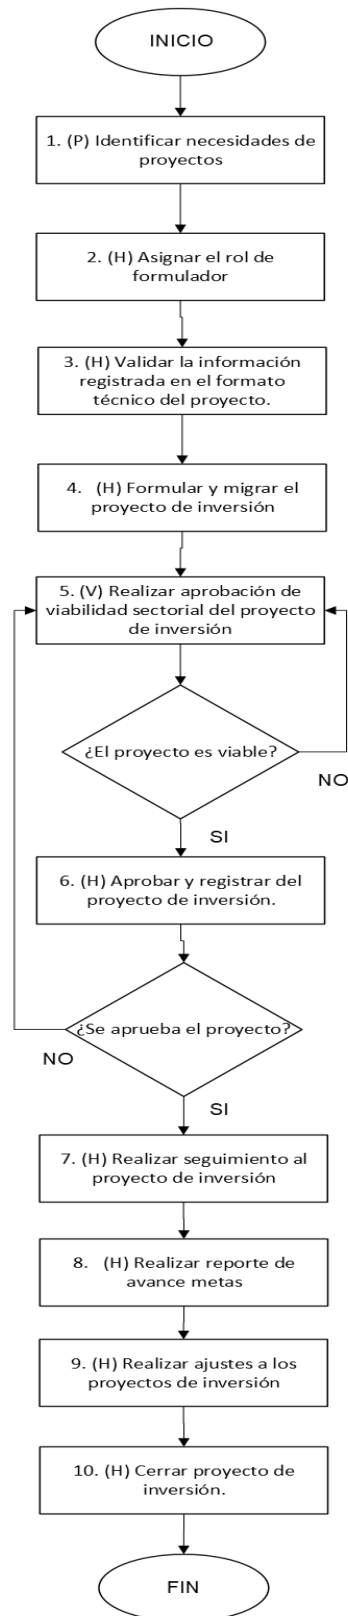 INICIO
1. (P) Identificar necesidades de
proyectos
2. (H) Asignar el rol de
formulador
3. (H) Validar la información
registrada en el formato
técnico del proyecto.
4. (H) Formular y migrar el
proyecto de inversión
5. (V) Realizar aprobación de
viabilidad sectorial del proyecto
de inversión
¿El proyecto es viable?
NO
SI
6. (H) Aprobar y registrar del
proyecto de inversión.
¿Se aprueba el proyecto?
NO
SI
7. (H) Realizar seguimiento al
proyecto de inversión
8. (H) Realizar reporte de
avance metas
9. (H) Realizar ajustes a los
proyectos de inversión
10. (H) Cerrar proyecto de
inversión.
FIN